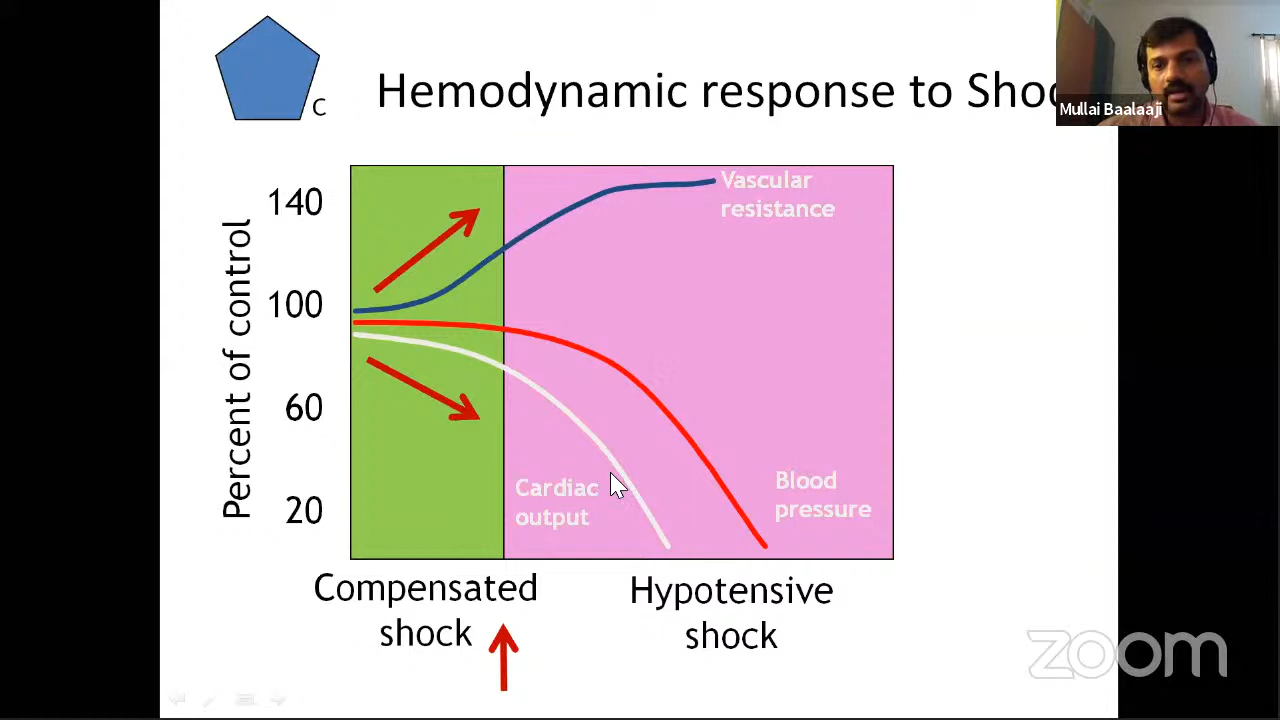 C
Hemodynamic response to Shoc
Mullai Baalaaji
140
100
60
20
Percent of control
Vascular
resistance
Cardiac
output
Blood
pressure
Compensated
shock
Hypotensive
shock
zoom